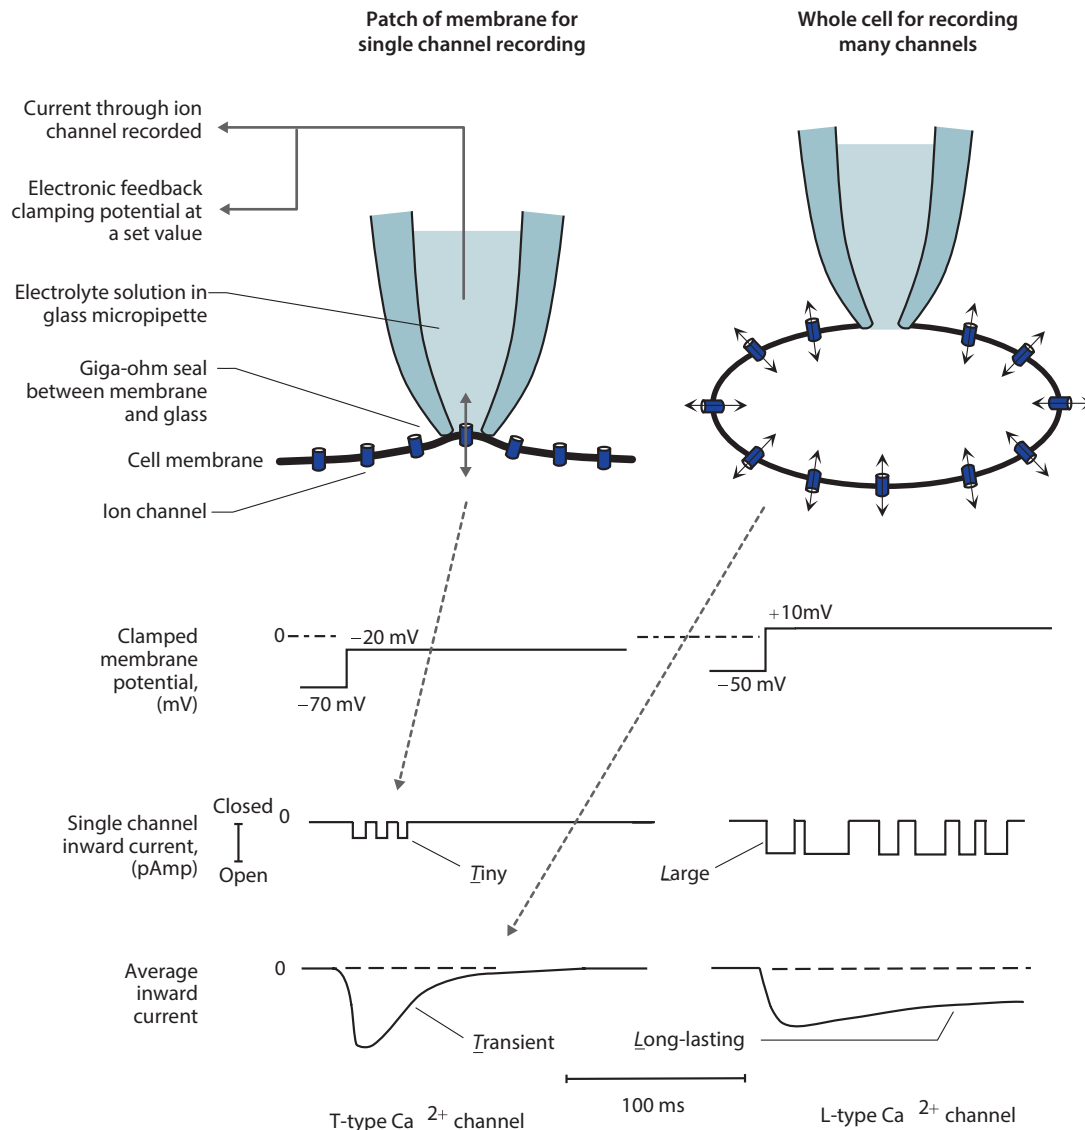 Patch of membrane for
single channel recording
Whole cell for recording
many channels
Current through ion
channel recorded
Electronic feedback
clamping potential at
a set value
Electrolyte solution in
glass micropipette
Giga-ohm seal
between membrane
and glass
Cell membrane
Ion channel
Clamped
membrane
potential,
(mV)
0
−20 mV
−70 mV
+10mV
−50 mV
Single channel
inward current,
(pAmp)
Closed
Open
0
Tiny
Large
Average
inward
current
0
Transient
Long-lasting
100 ms
T-type Ca 2+ channel
L-type Ca 2+ channel